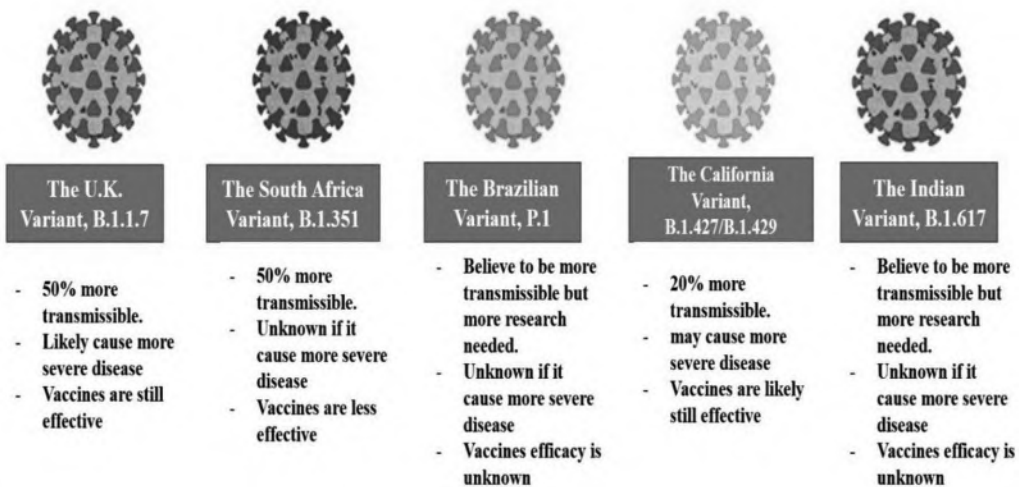 The U.K.
Variant, B.1.1.7
- 50% more
transmissible.
- Likely cause more
severe disease
- Vaccines are still
effective
The South Africa
Variant, B.1.351
- 50% more
transmissible.
- Unknown if it
cause more severe
disease
- Vaccines are less
effective
The Brazilian
Variant, P.1
- Believe to be more
transmissible but
more research
needed.
- Unknown if it
cause more severe
disease
- Vaccines efficacy is
unknown
The California
Variant,
B.1.427/B.1.429
- 20% more
transmissible.
- may cause more
severe disease
- Vaccines are likely
still effective
The Indian
Variant, B.1.617
- Believe to be more
transmissible but
more research
needed.
- Unknown if it
cause more severe
disease
- Vaccines efficacy is
unknown